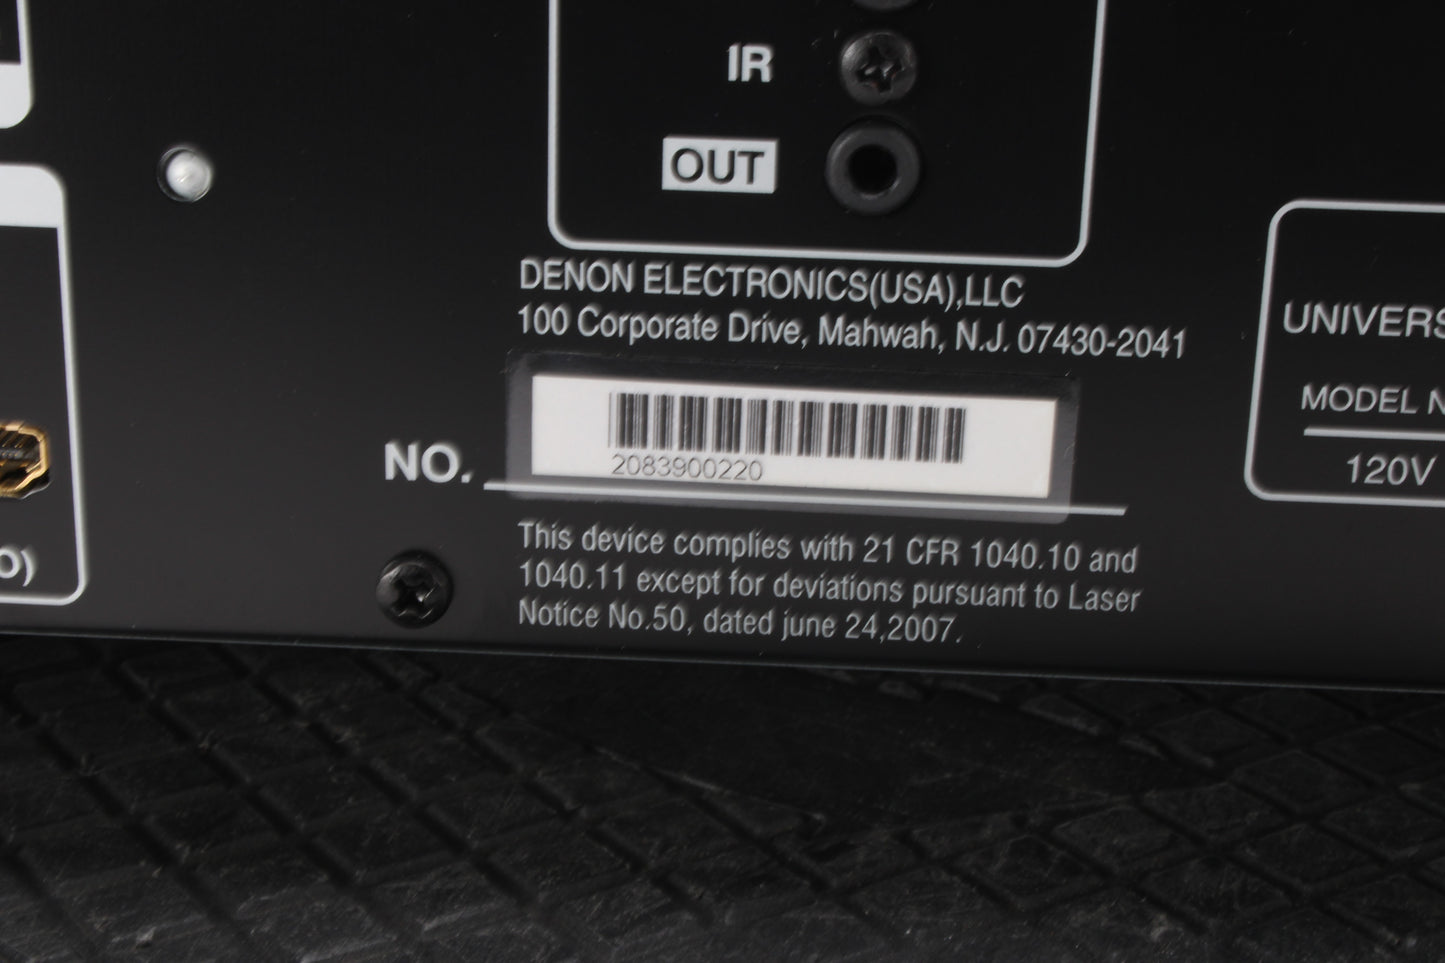 IR
OUT
DENON ELECTRONICS(USA),LLC
100 Corporate Drive, Mahwah, N.J. 07430-2041
NO. 2083900220
This device complies with 21 CFR 1040.10 and
1040.11 except for deviations pursuant to Laser
Notice No.50, dated june 24,2007.
MODEL
120V